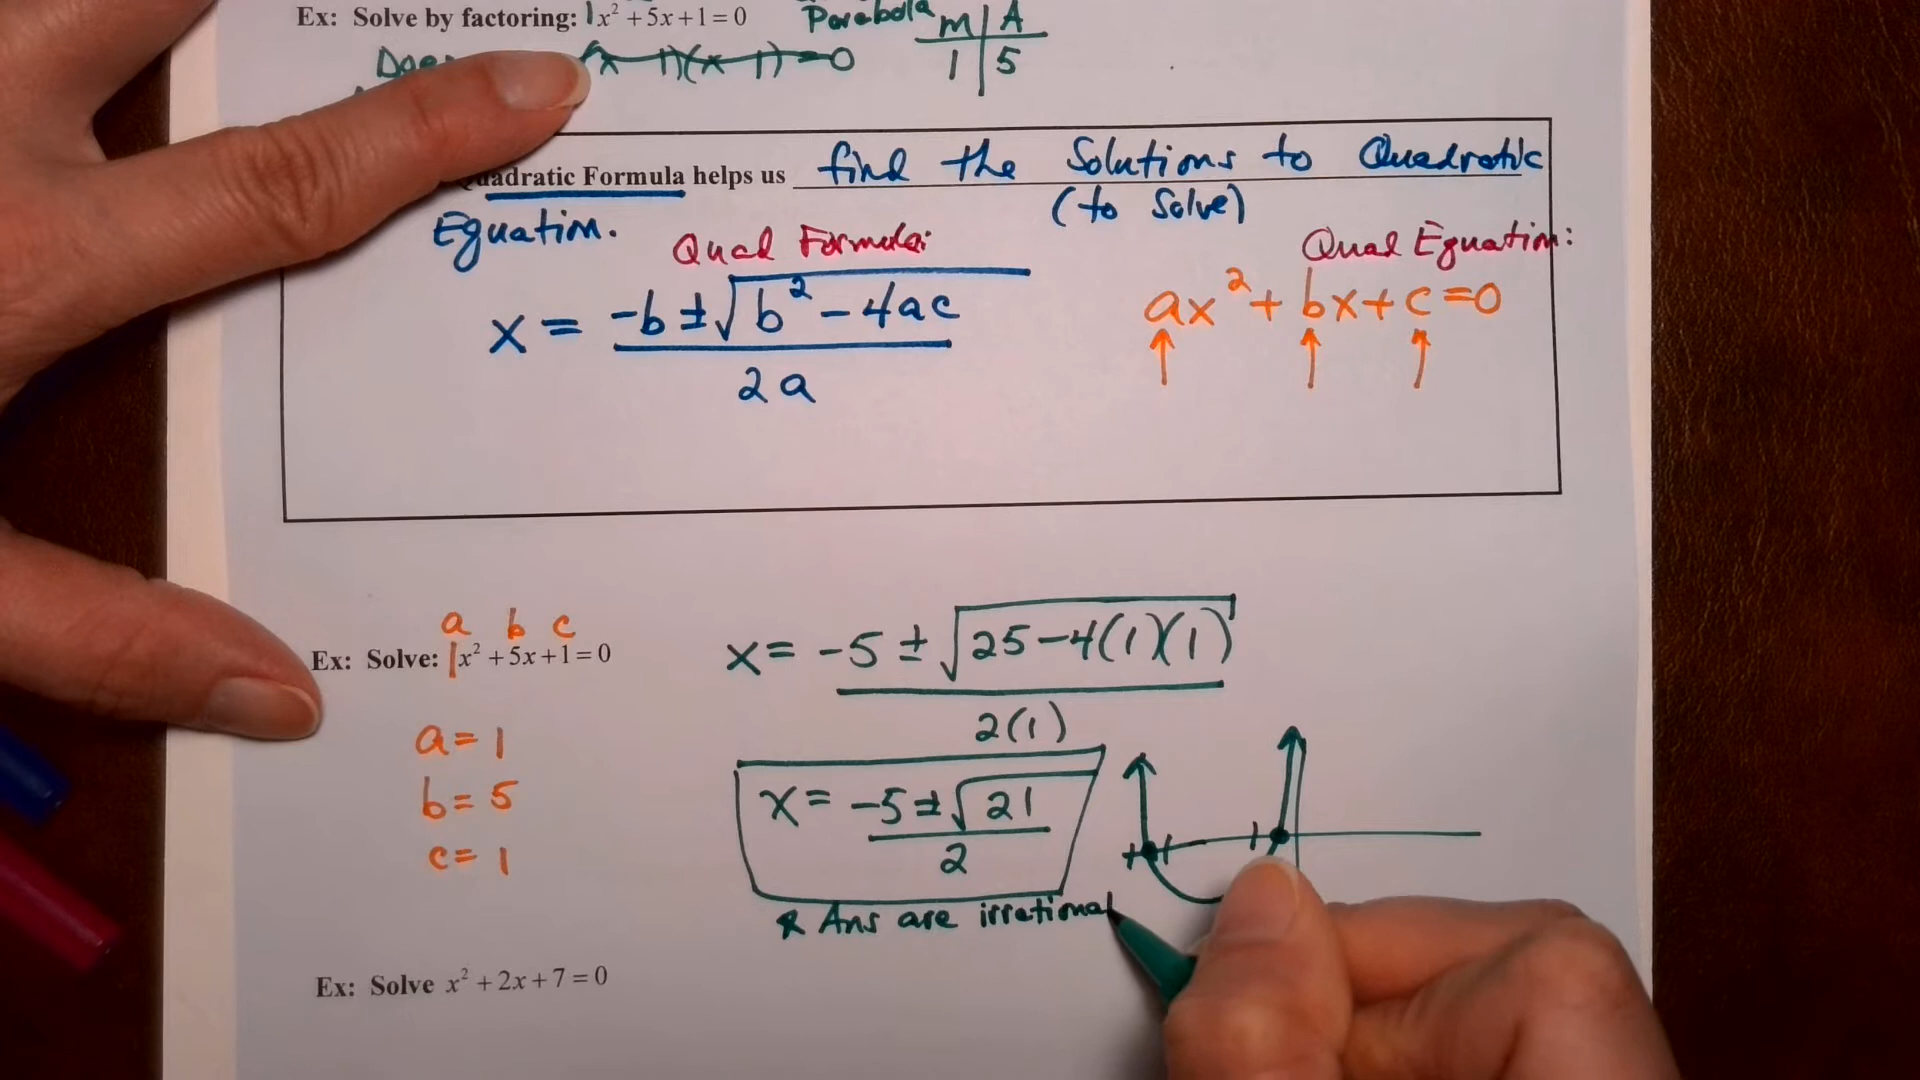 Ex: Solve by factoring: 1x² + 5x + 1 = 0
Parabola
M | A
1 | 5
(x 1)(x 1) = 0
adratic Formula helps us find the Solutions to Quadratic
(to Solve)
Equation.
Quad Formula:
Quad Equation:
x = (-b ± √(b² - 4ac)) / 2a
ax² + bx + c = 0
a b c
Ex: Solve: 1x² + 5x + 1 = 0
x = (-5 ± √(25 - 4(1)(1))) / 2(1)
a = 1
b = 5
c = 1
x = (-5 ± √21) / 2
* Ans are irrational
Ex: Solve x² + 2x + 7 = 0